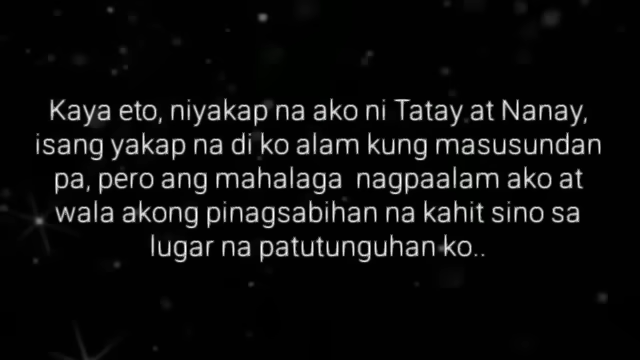 Kaya eto, niyakap na ako ni Tatay at Nanay,
isang yakap na di ko alam kung masusundan
pa, pero ang mahalaga  nagpaalam ako at
wala akong pinagsabihan na kahit sino sa
lugar na patutunguhan ko..